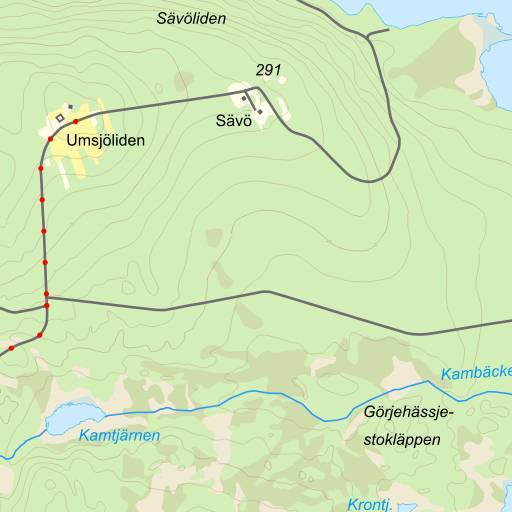 Sävöliden
291
Sävö
Umsjöliden
Kambäcke
Görjehässje-
stokläppen
Kamtjärnen
Krontj.